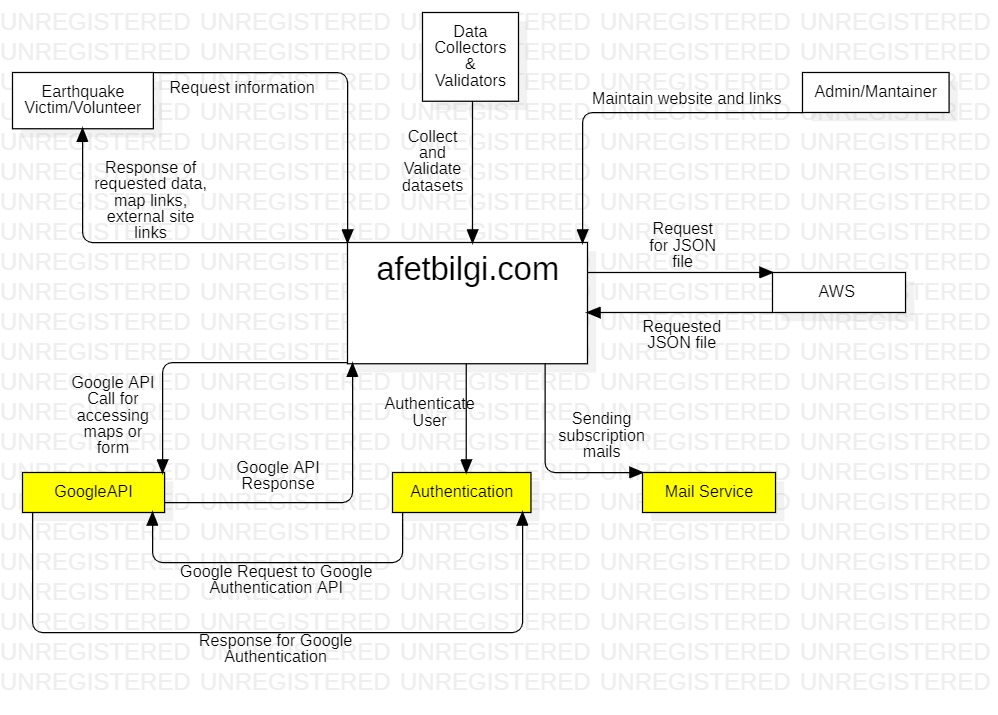 Data
Collectors
&
Validators
Earthquake
Victim/Volunteer
Request information
Admin/Mantainer
Maintain website and links
Collect
and
Validate
datasets
Response of
requested data,
map links,
external site
links
afetbilgi.com
Request
for JSON
file
AWS
Requested
JSON file
Google API
Call for
accessing
maps or
form
Authenticate
User
Sending
subscription
mails
Google API
Response
GoogleAPI
Authentication
Mail Service
Google Request to Google
Authentication API
Response for Google
Authentication
UNREGISTERED UNREGISTERED UNREGISTERED UNREGISTERED UNREGISTERED